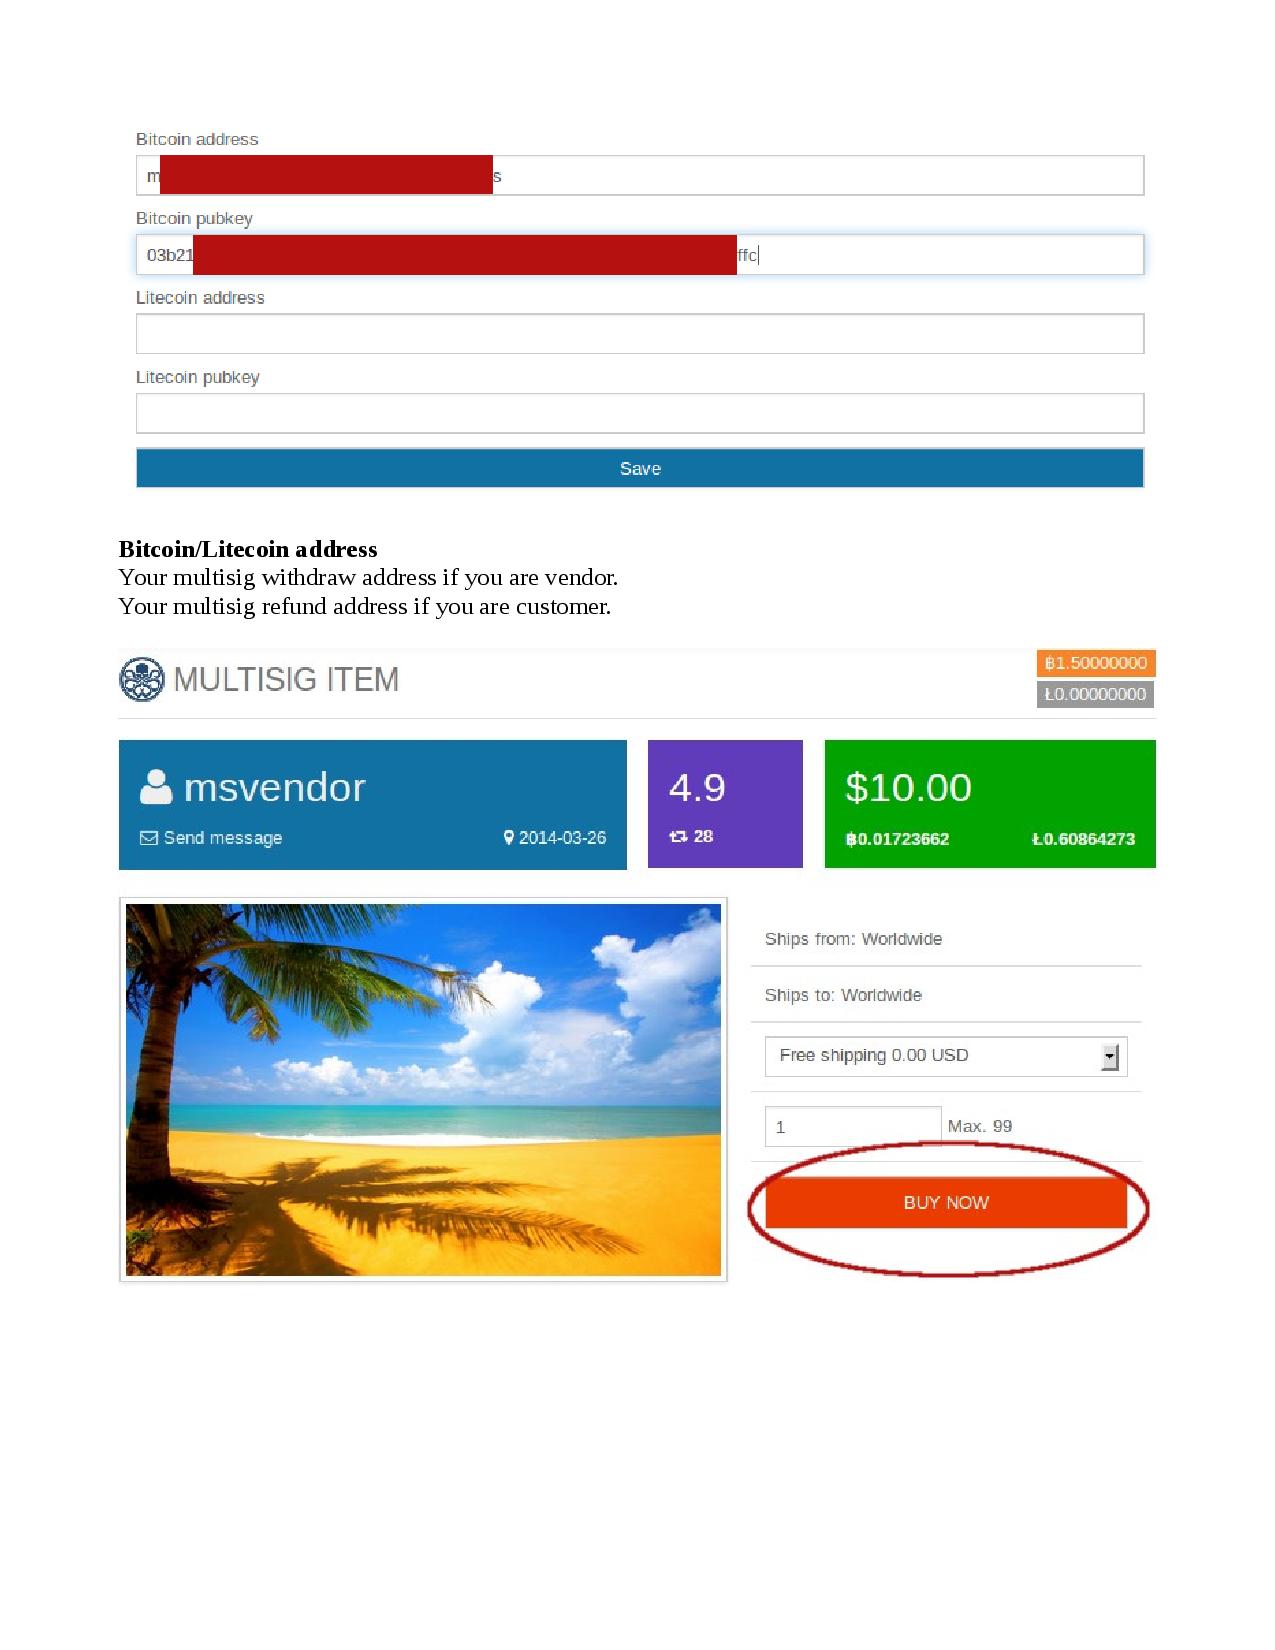 Bitcoin address
m s
Bitcoin pubkey
03b21 ffc
Litecoin address
Litecoin pubkey
Save
Bitcoin/Litecoin address
Your multisig withdraw address if you are vendor.
Your multisig refund address if you are customer.
MULTISIG ITEM
฿1.50000000
Ł0.00000000
msvendor
Send message 2014-03-26
4.9
28
$10.00
฿0.01723662 Ł0.60864273
Ships from: Worldwide
Ships to: Worldwide
Free shipping 0.00 USD
1 Max. 99
BUY NOW